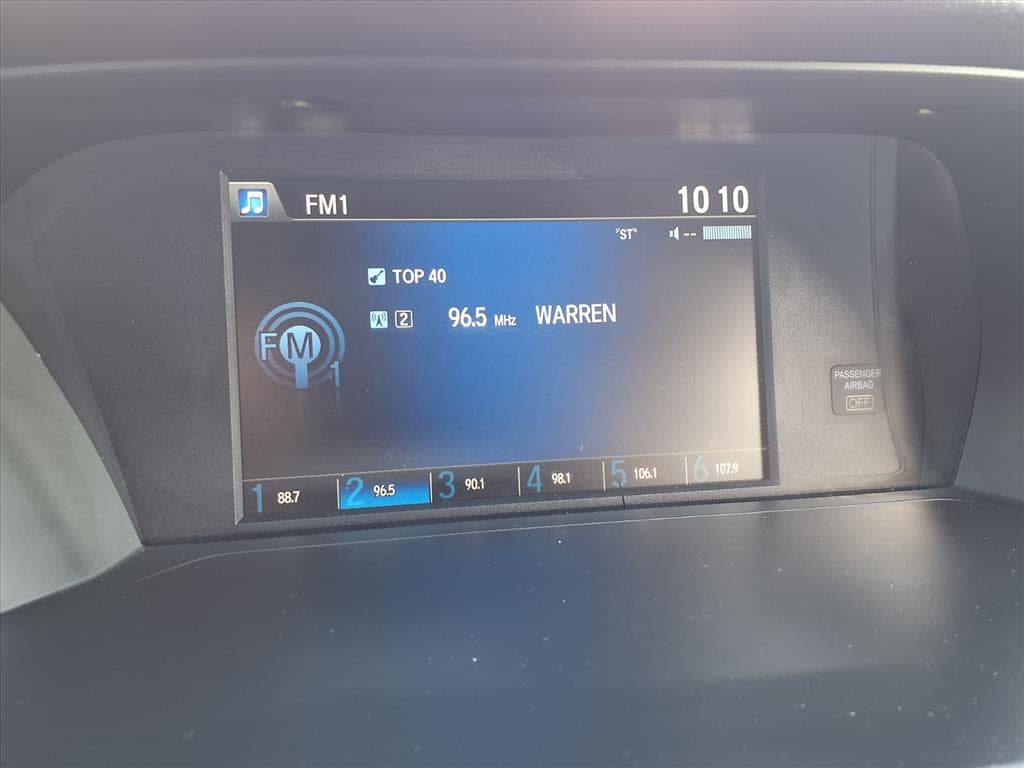 FM1 10 10
ST --
TOP 40
2 96.5 MHz WARREN
FM
1
PASSENGER
AIRBAG
OFF
1 88.7 2 96.5 3 90.1 4 98.1 5 106.1 6 107.9